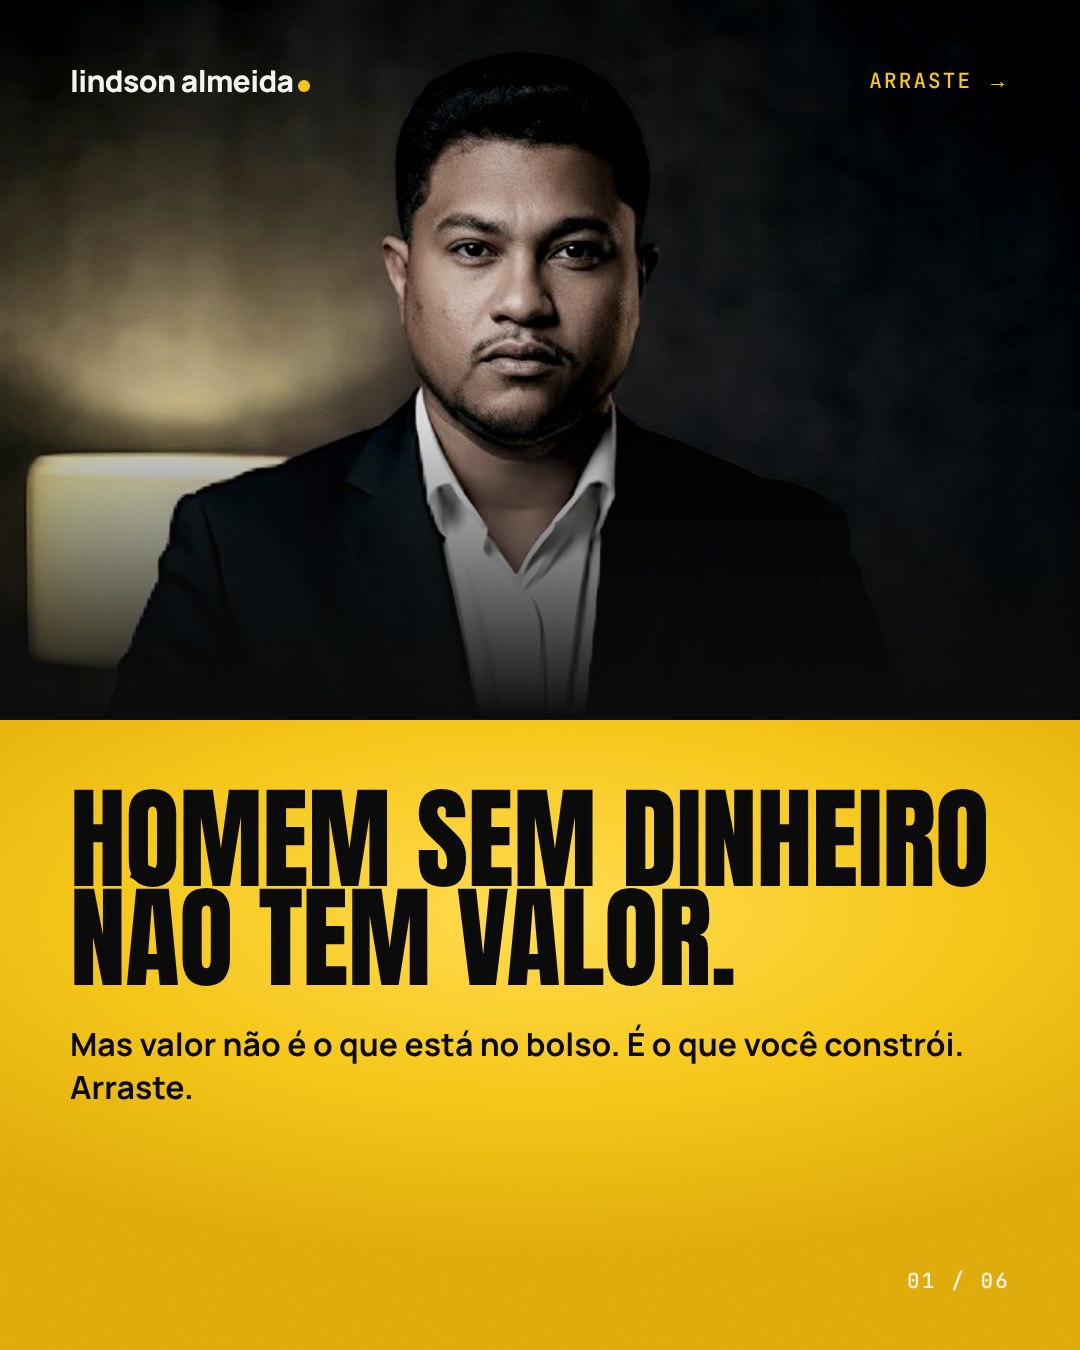 lindson almeida
ARRASTE →
HOMEM SEM DINHEIRO
NÃO TEM VALOR.
Mas valor não é o que está no bolso. É o que você constrói.
Arraste.
01 / 06